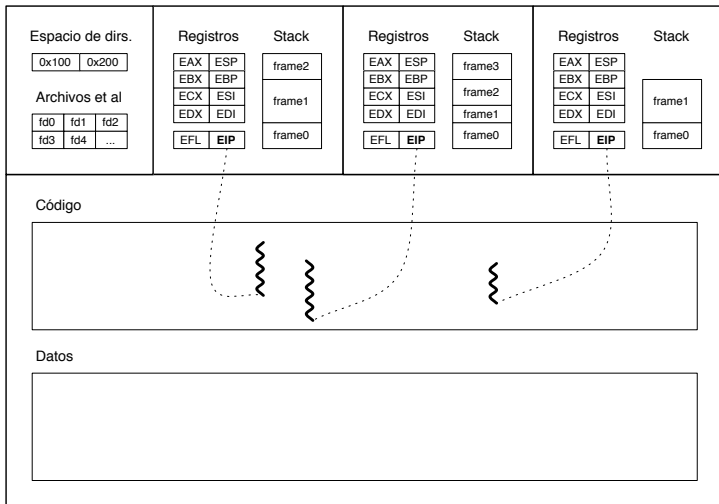 Espacio de dirs.
0x100 0x200
Archivos et al
fd0 fd1 fd2
fd3 fd4 ...
Registros Stack
EAX ESP
EBX EBP
ECX ESI
EDX EDI
EFL EIP
frame2
frame1
frame0
Registros Stack
EAX ESP
EBX EBP
ECX ESI
EDX EDI
EFL EIP
frame3
frame2
frame1
frame0
Registros Stack
EAX ESP
EBX EBP
ECX ESI
EDX EDI
EFL EIP
frame1
frame0
Código
Datos